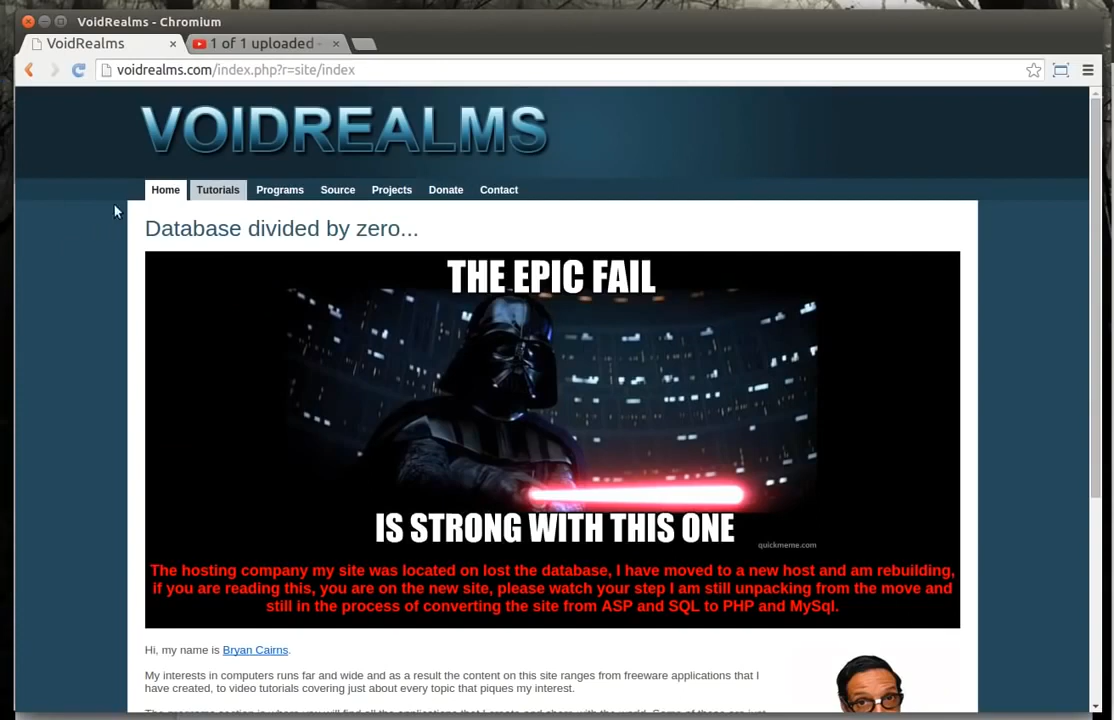 VoidRealms - Chromium
VoidRealms
1 of 1 uploaded
voidrealms.com/index.php?r=site/index
VOIDREALMS
Home Tutorials Programs Source Projects Donate Contact
Database divided by zero...
THE EPIC FAIL
IS STRONG WITH THIS ONE
quickmeme.com
The hosting company my site was located on lost the database, I have moved to a new host and am rebuilding,
if you are reading this, you are on the new site, please watch your step I am still unpacking from the move and
still in the process of converting the site from ASP and SQL to PHP and MySql.
Hi, my name is Bryan Cairns.
My interests in computers runs far and wide and as a result the content on this site ranges from freeware applications that I
have created, to video tutorials covering just about every topic that piques my interest.